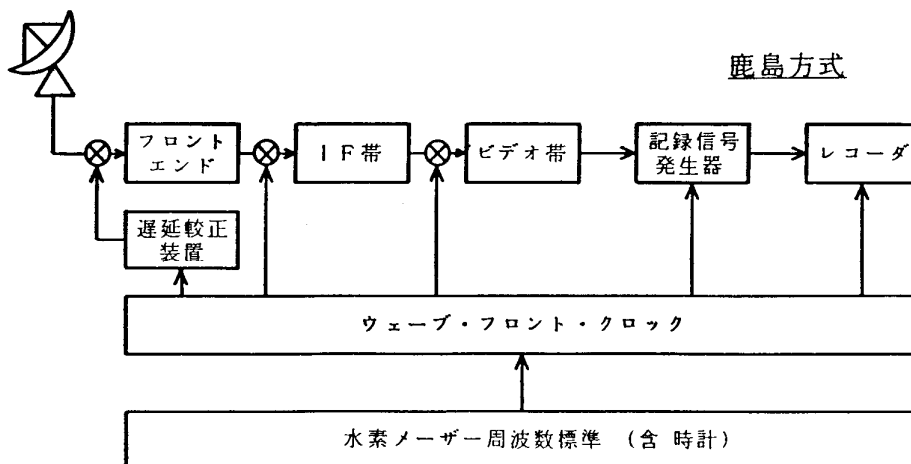 鹿島方式
フロント
エンド
IF帯
ビデオ帯
記録信号
発生器
レコーダ
遅延較正
装置
ウェーブ・フロント・クロック
水素メーザー周波数標準 (含 時計)